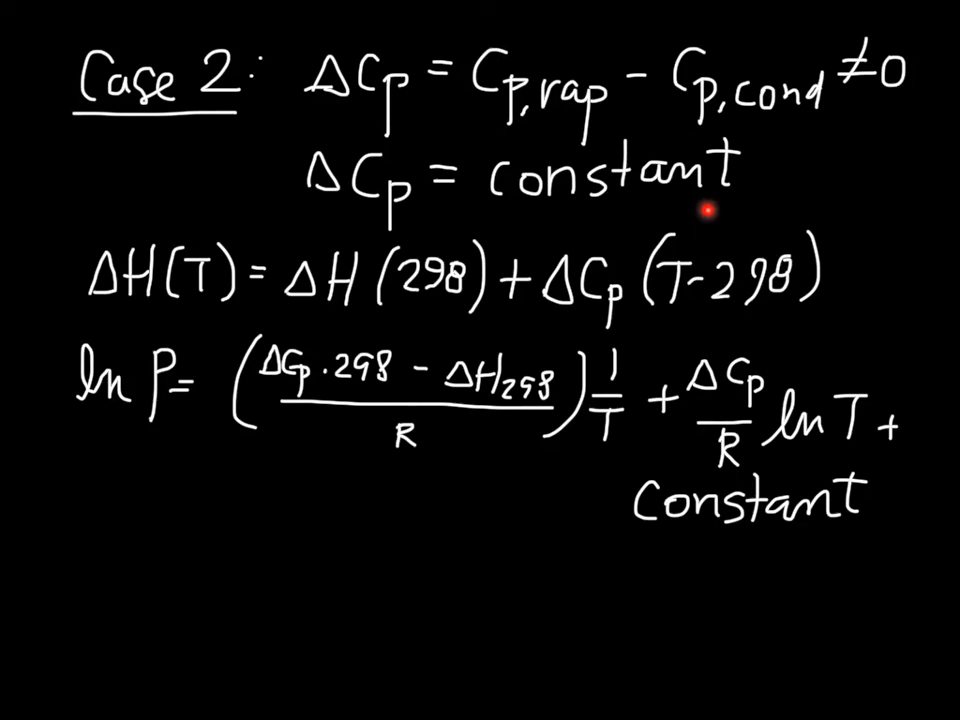 Case 2: ΔCp = Cp,vap - Cp,cond ≠0
ΔCp = constant
ΔH(T) = ΔH(298) + ΔCp (T-298)
ln P = (ΔCp·298 - ΔH298 / R) 1/T + ΔCp/R ln T +
Constant